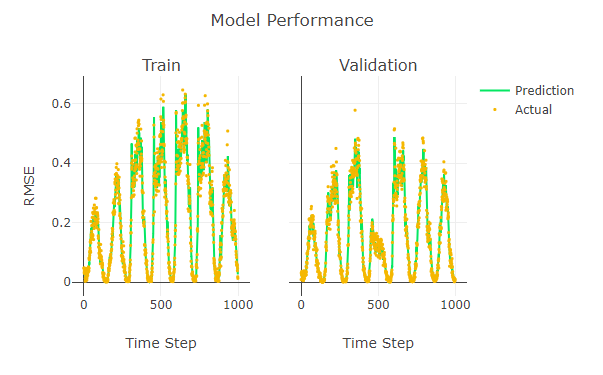 Model Performance
Train
Validation
Prediction
Actual
RMSE
0.6
0.4
0.2
0
0
500
1000
0
500
1000
Time Step
Time Step